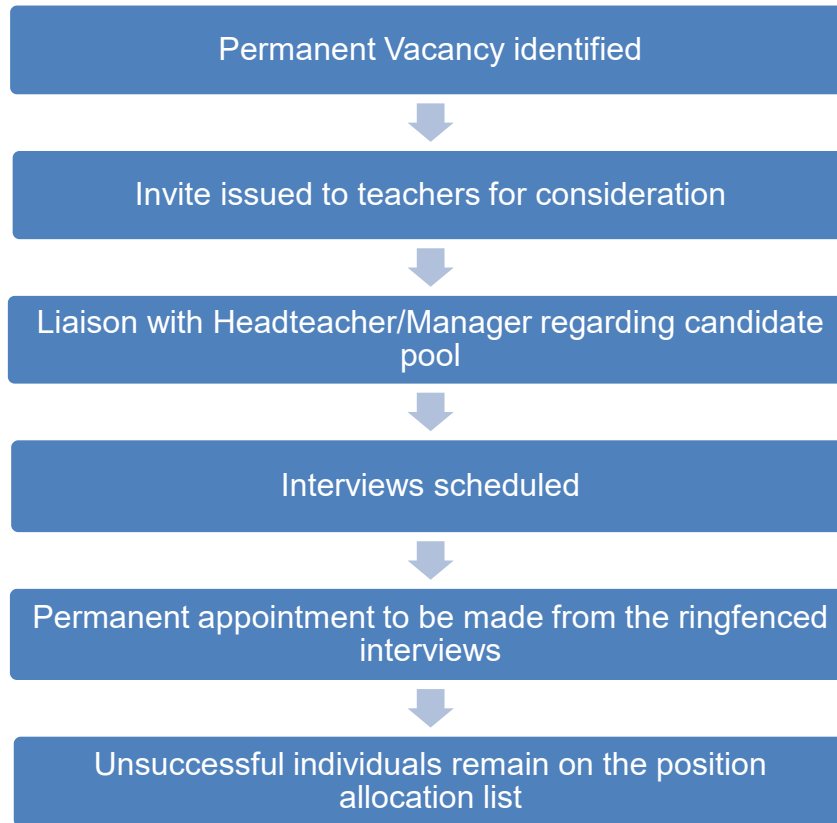 Permanent Vacancy identified
Invite issued to teachers for consideration
Liaison with Headteacher/Manager regarding candidate
pool
Interviews scheduled
Permanent appointment to be made from the ringfenced
interviews
Unsuccessful individuals remain on the position
allocation list